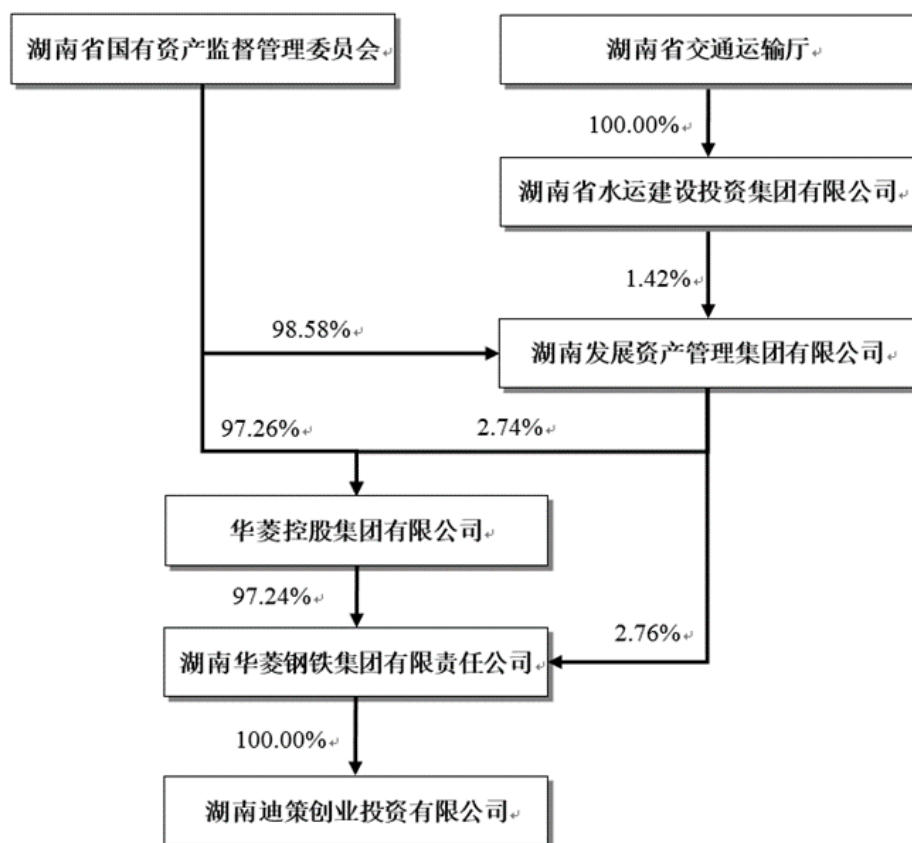 湖南省国有资产监督管理委员会
湖南省交通运输厅
100.00%
湖南省水运建设投资集团有限公司
1.42%
98.58%
湖南发展资产管理集团有限公司
97.26%
2.74%
华菱控股集团有限公司
97.24%
2.76%
湖南华菱钢铁集团有限责任公司
100.00%
湖南迪策创业投资有限公司